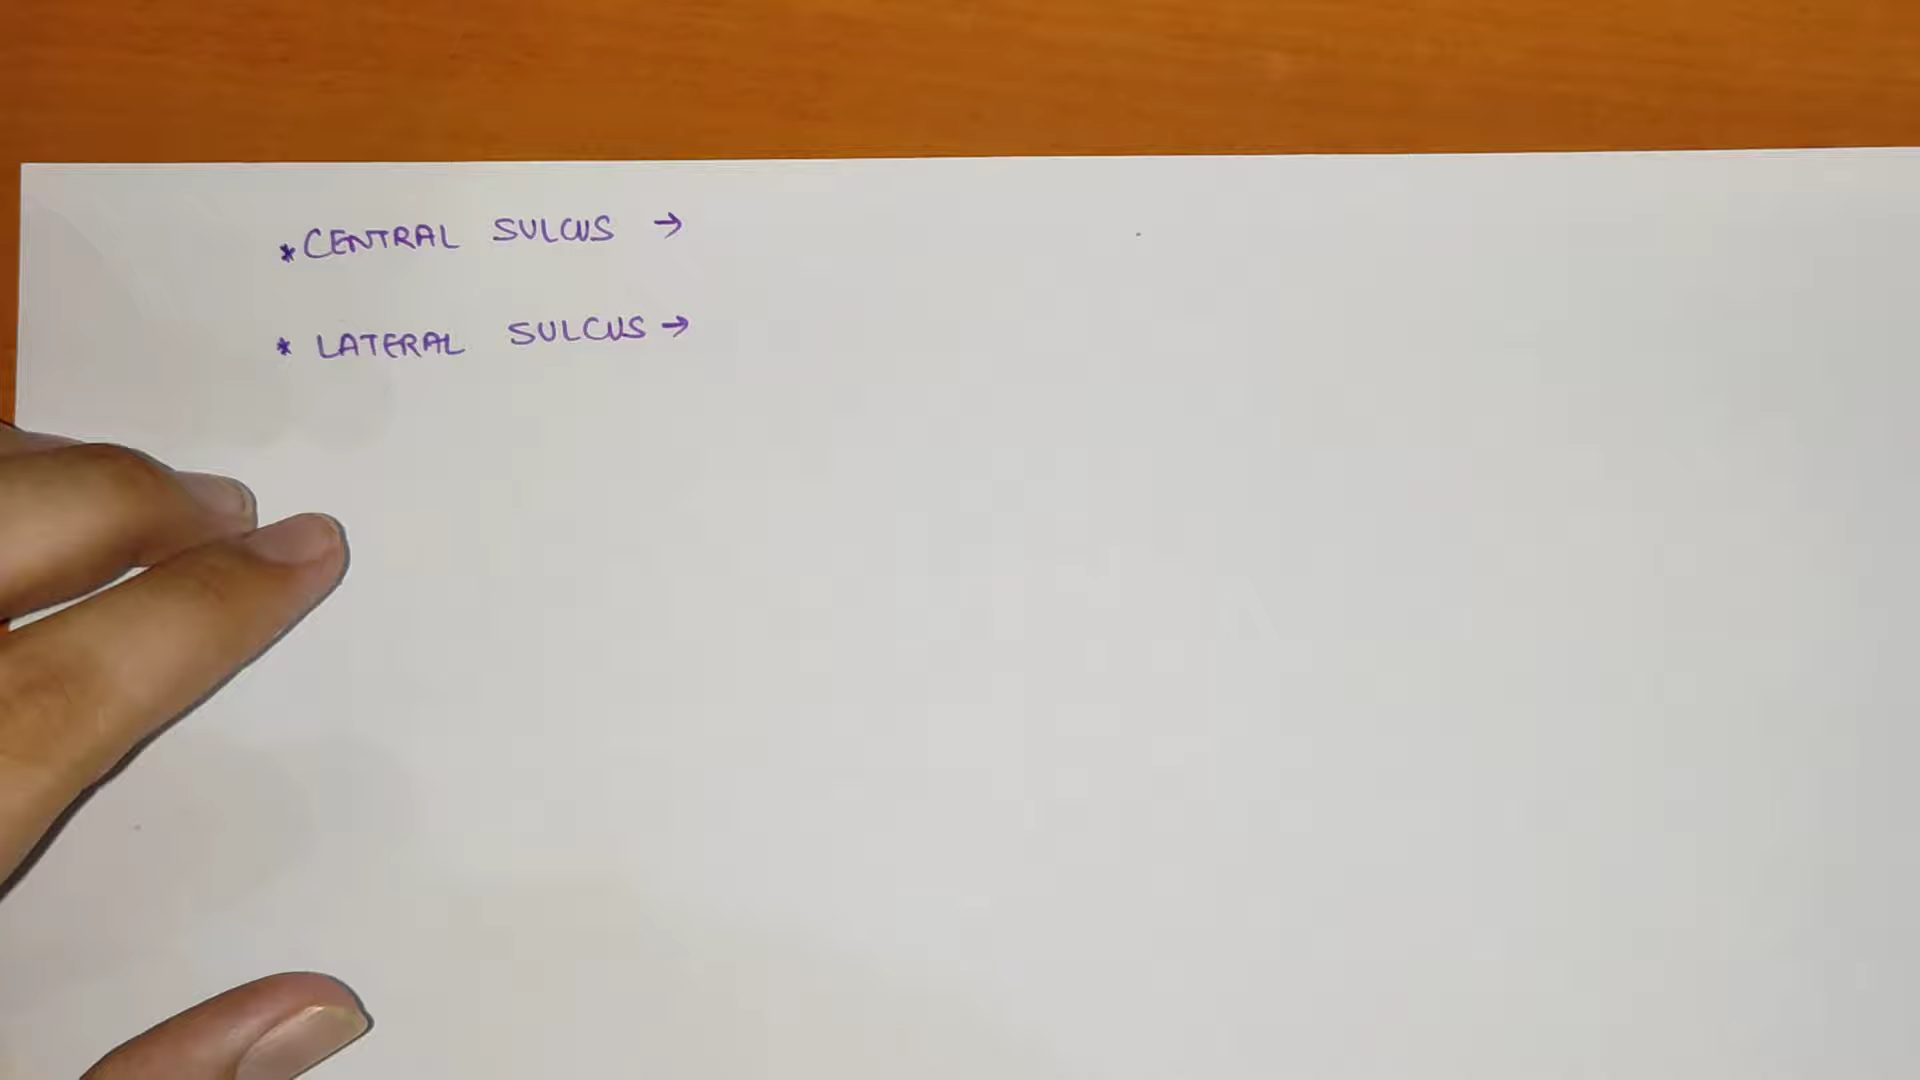 *CENTRAL SULCUS →
* LATERAL SULCUS →